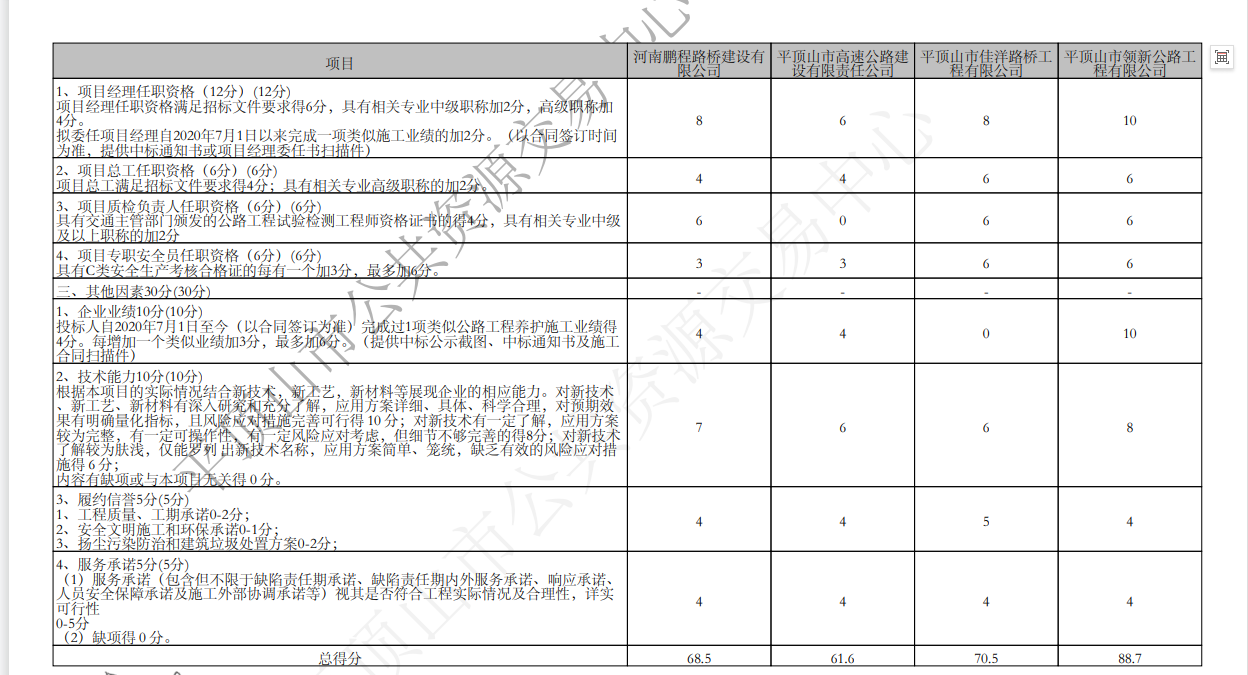 项目 河南鹏程路桥建设有限公司 平顶山市高速公路建设有限责任公司 平顶山市佳洋路桥工程有限公司 平顶山市领新公路工程有限公司
1、项目经理任职资格（12分）(12分)
项目经理任职资格满足招标文件要求得6分，具有相关专业中级职称加2分，高级职称加
4分。
拟委任项目经理自2020年7月1日以来完成一项类似施工业绩的加2分。（以合同签订时间
为准，提供中标通知书或项目经理委任书扫描件）
8 6 8 10
2、项目总工任职资格（6分）(6分)
项目总工满足招标文件要求得4分；具有相关专业高级职称的加2分。
4 4 6 6
3、项目质检负责人任职资格（6分）(6分)
具有交通主管部门颁发的公路工程试验检测工程师资格证书的得4分，具有相关专业中级
及以上职称的加2分
6 0 6 6
4、项目专职安全员任职资格（6分）(6分)
具有C类安全生产考核合格证的每有一个加3分，最多加6分。
3 3 6 6
三、其他因素30分(30分)
- - - -
1、企业业绩10分(10分)
投标人自2020年7月1日至今（以合同签订为准）完成过1项类似公路工程养护施工业绩得
4分。每增加一个类似业绩加3分，最多加6分。（提供中标公示截图、中标通知书及施工
合同扫描件）
4 4 0 10
2、技术能力10分(10分)
根据本项目的实际情况结合新技术，新工艺，新材料等展现企业的相应能力。对新技术
、新工艺、新材料有深入研究和充分了解，应用方案详细、具体、科学合理，对预期效
果有明确量化指标，且风险应对措施完善可行得 10 分；对新技术有一定了解，应用方案
较为完整，有一定可操作性，有一定风险应对考虑，但细节不够完善的得8分；对新技术
了解较为肤浅，仅能罗列出新技术名称，应用方案简单、笼统，缺乏有效的风险应对措
施得 6 分；
内容有缺项或与本项目无关得 0 分。
7 6 6 8
3、履约信誉5分(5分)
1、工程质量、工期承诺0-2分；
2、安全文明施工和环保承诺0-1分；
3、扬尘污染防治和建筑垃圾处置方案0-2分；
4 4 5 4
4、服务承诺5分(5分)
（1）服务承诺（包含但不限于缺陷责任期承诺、缺陷责任期内外服务承诺、响应承诺、
人员安全保障承诺及施工外部协调承诺等）视其是否符合工程实际情况及合理性，详实
可行性
0-5分
（2）缺项得 0 分。
4 4 4 4
总得分 68.5 61.6 70.5 88.7
平顶山市公共资源交易中心
平顶山市公共资源交易中心